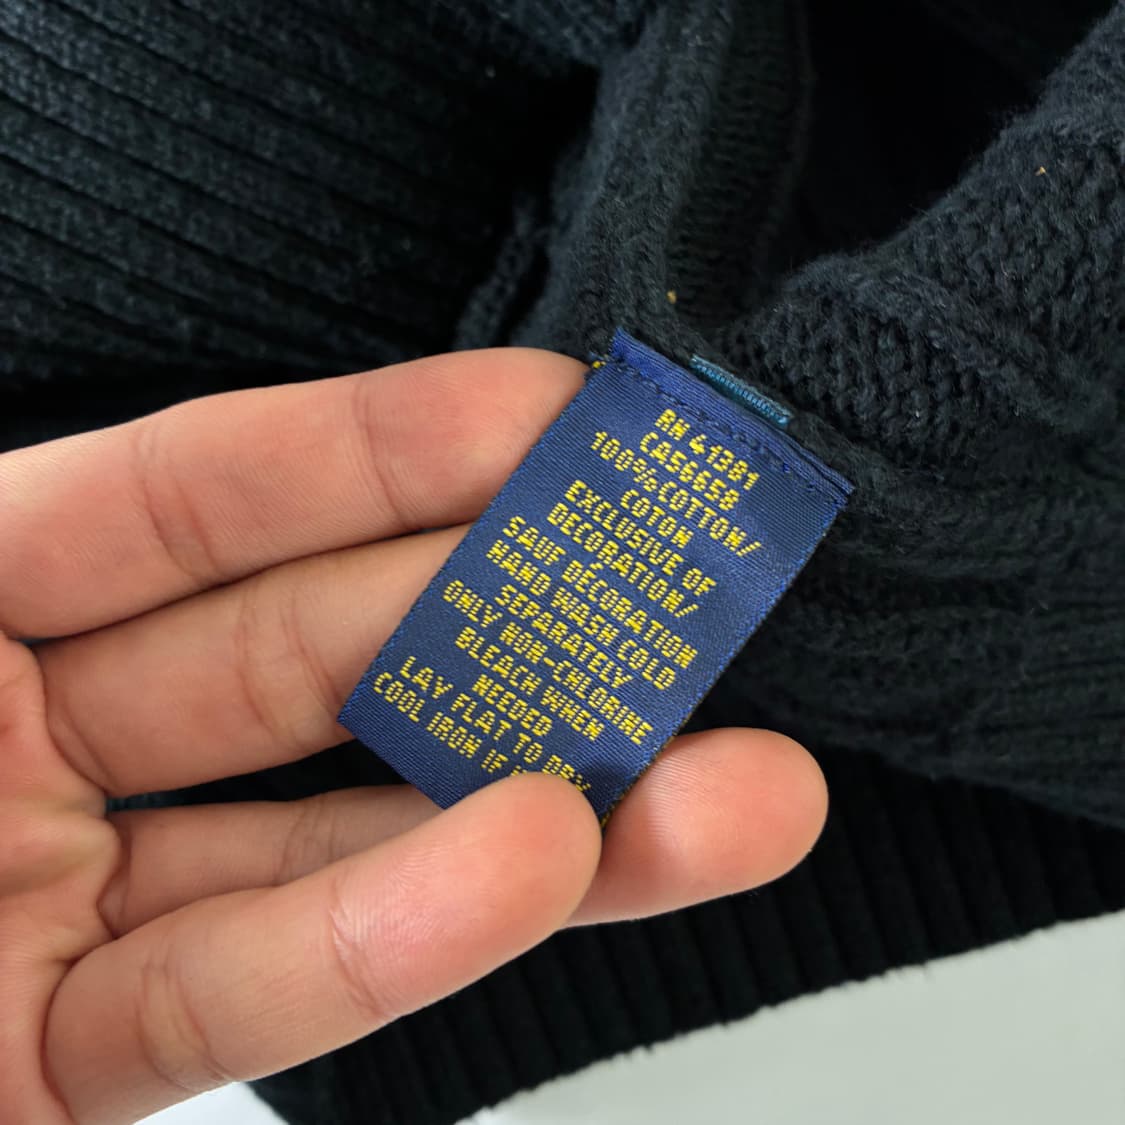 RN 41381
CA56658
100% COTTON/
COTON
EXCLUSIVE OF
DECORATION/
SAUF DÉCORATION
HAND WASH COLD
SEPARATELY
ONLY NON-CHLORINE
BLEACH WHEN
NEEDED
LAY FLAT TO DRY
COOL IRON IF